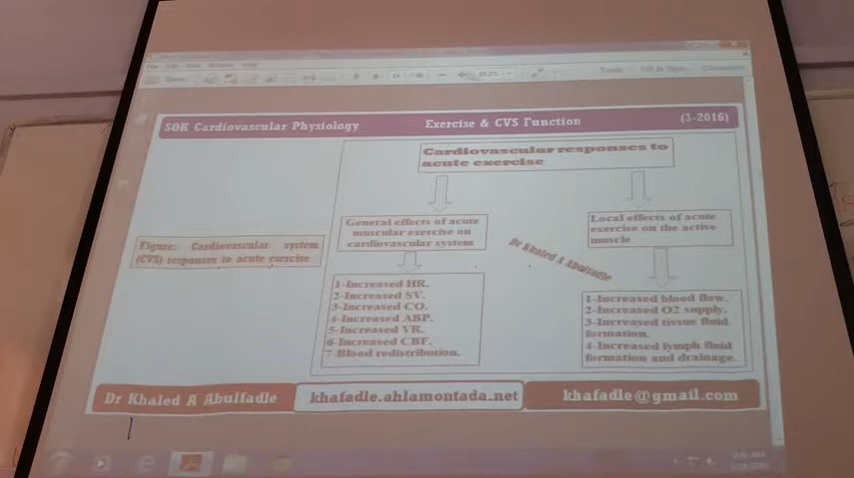 SOK Cardiovascular Physiology
Exercise & CVS Function
(3-2016)
Cardiovascular responses to
acute exercise
General effects of acute
muscular exercise on
cardiovascular system
Local effects of acute
exercise on the active
muscle
Figure: Cardiovascular system
(CVS) responses to acute exercise
Dr Khaled A Abulfadle
1-Increased HR.
2-Increased SV.
3-Increased CO.
4-Increased ABP.
5-Increased VR.
6-Increased CBF.
7-Blood redistribution.
1-Increased blood flow.
2-Increased O2 supply.
3-Increased tissue fluid
formation.
4-Increased lymph fluid
formation and drainage.
Dr Khaled A Abulfadle
khafadle.ahlamontada.net
khafadle@gmail.com